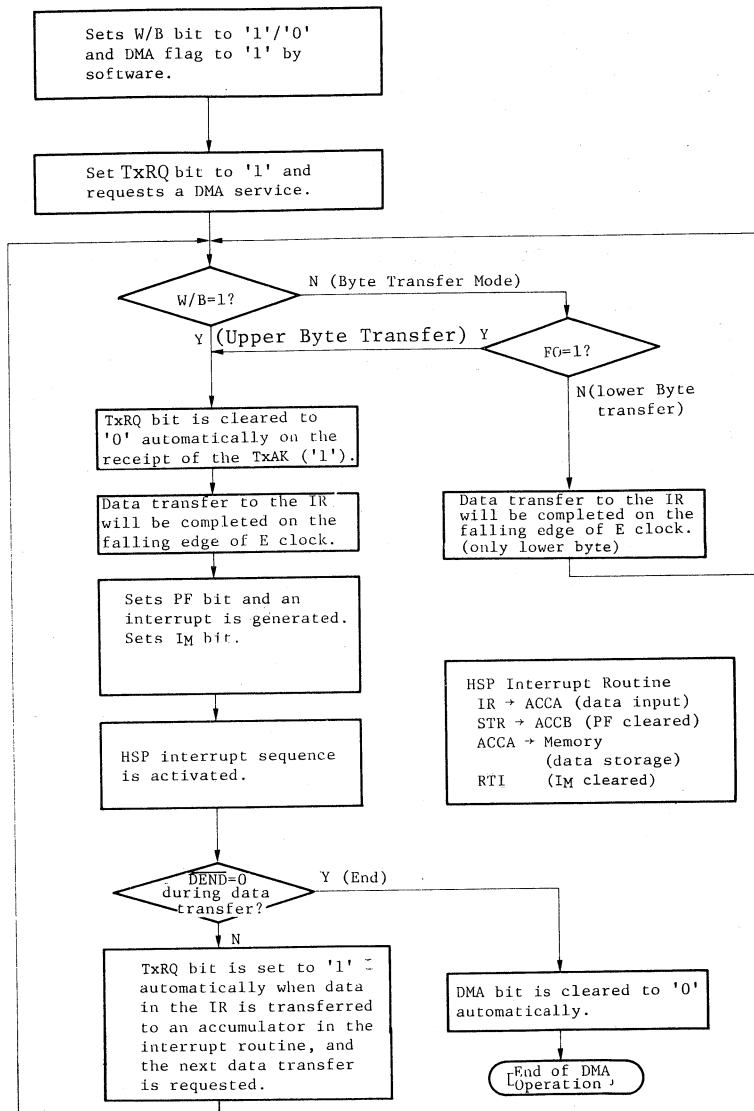 Sets W/B bit to '1'/'0'
and DMA flag to '1' by
software.
Set TxRQ bit to '1' and
requests a DMA service.
W/B=1?
N (Byte Transfer Mode)
Y (Upper Byte Transfer) Y
FO=1?
N(lower Byte
transfer)
TxRQ bit is cleared to
'0' automatically on the
receipt of the TxAK ('1').
Data transfer to the IR
will be completed on the
falling edge of E clock.
Data transfer to the IR
will be completed on the
falling edge of E clock.
(only lower byte)
Sets PF bit and an
interrupt is generated.
Sets IM bit.
HSP Interrupt Routine
IR → ACCA (data input)
STR → ACCB (PF cleared)
ACCA → Memory
(data storage)
RTI (IM cleared)
HSP interrupt sequence
is activated.
DEND=0
during data
transfer?
Y (End)
N
TxRQ bit is set to '1'
automatically when data
in the IR is transferred
to an accumulator in the
interrupt routine, and
the next data transfer
is requested.
DMA bit is cleared to '0'
automatically.
End of DMA
Operation